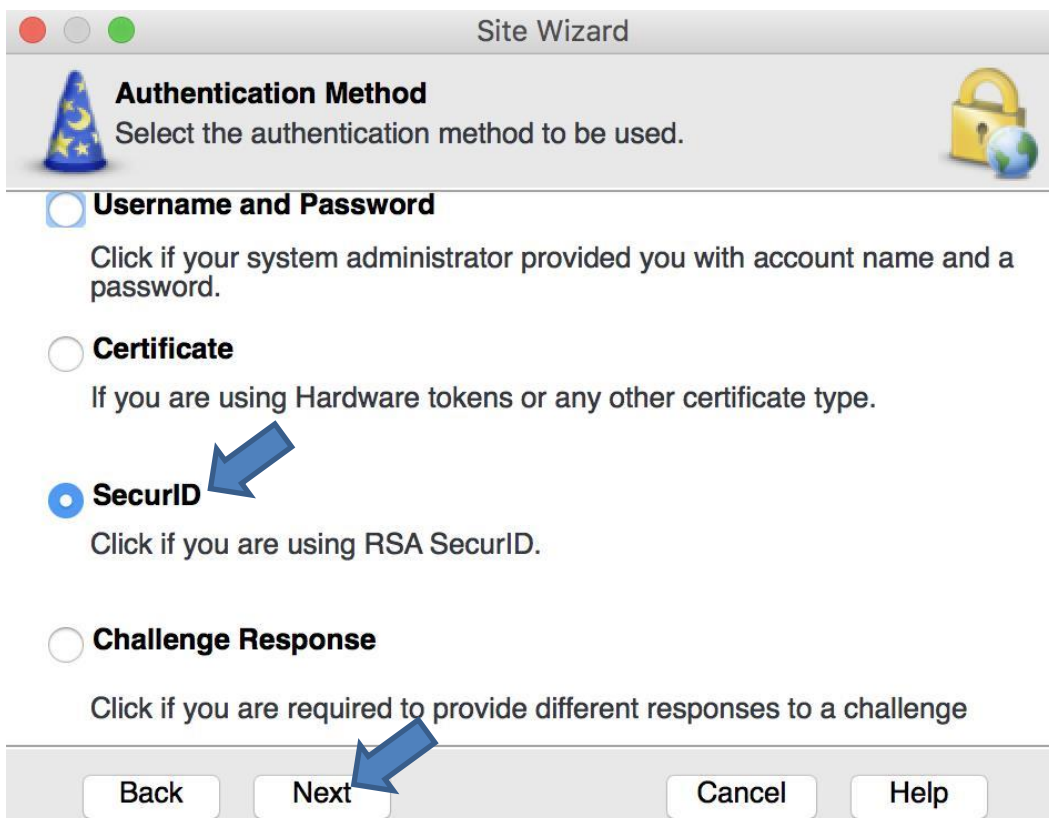 Site Wizard
Authentication Method
Select the authentication method to be used.
Username and Password
Click if your system administrator provided you with account name and a
password.
Certificate
If you are using Hardware tokens or any other certificate type.
SecurID
Click if you are using RSA SecurID.
Challenge Response
Click if you are required to provide different responses to a challenge
Back Next Cancel Help